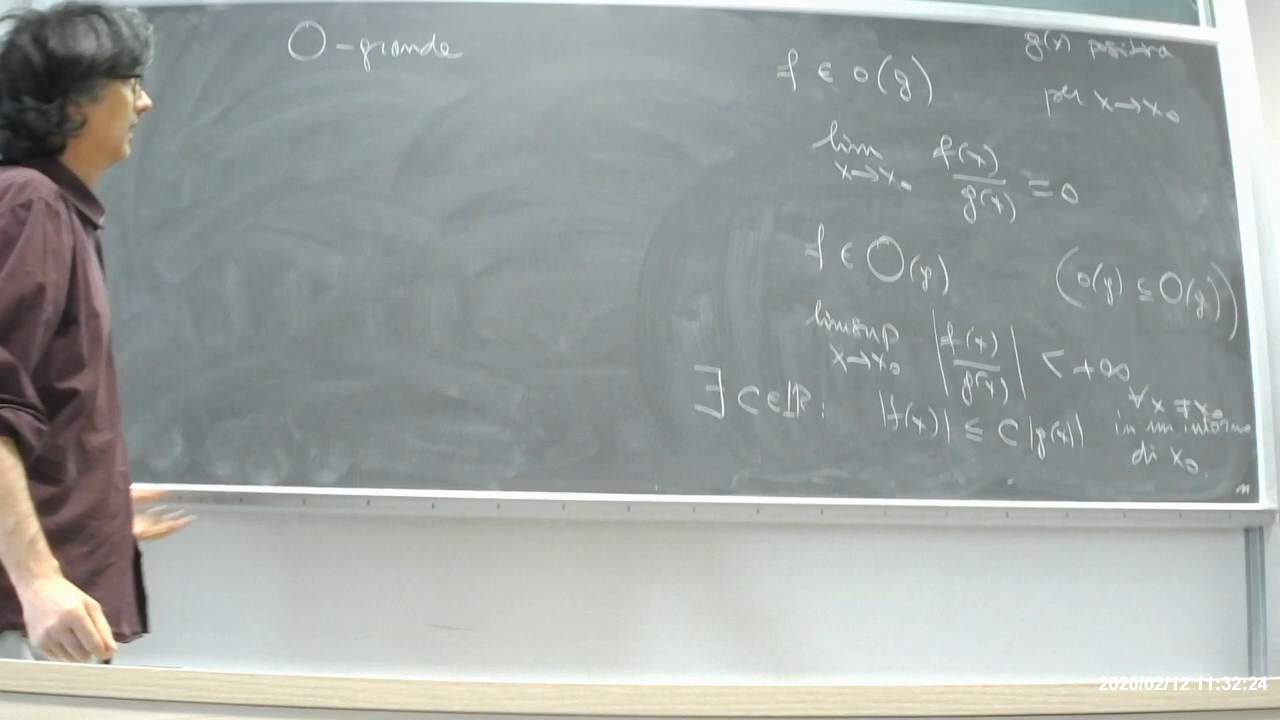 O-grande
g(x) positiva
f ∈ o(g)
per x→x₀
lim x→x₀ f(x)/g(x) = 0
f ∈ O(g)
(o(g) ⊆ O(g))
limsup x→x₀ |f(x)/g(x)| < +∞
∃ C∈ℝ: |f(x)| ≤ C|g(x)|
∀x ≠ x₀
in un intorno
di x₀
2020/02/12 11:32:24